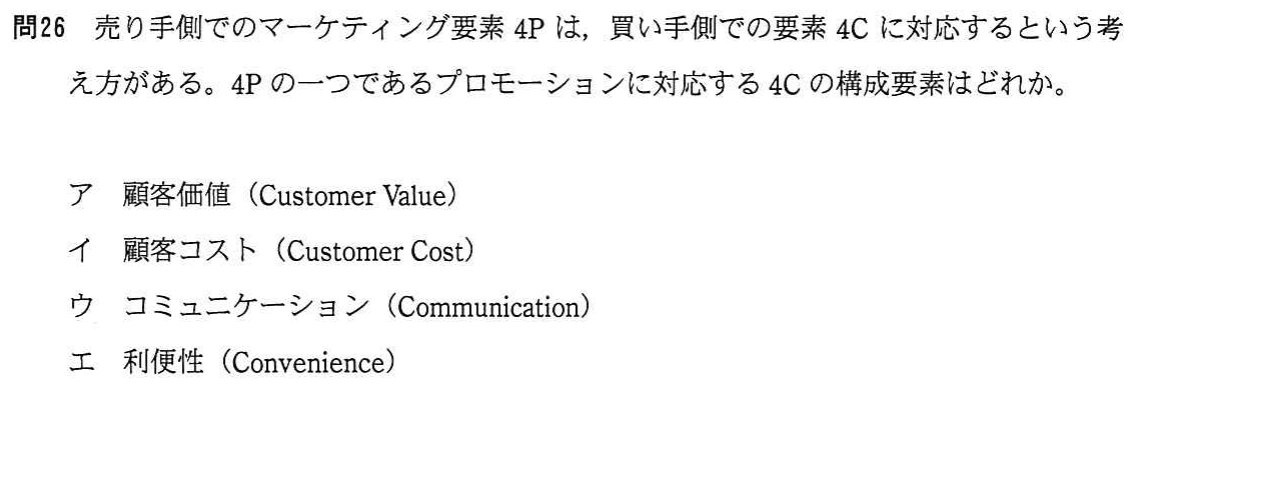 問26 売り手側でのマーケティング要素 4P は，買い手側での要素 4C に対応するという考
え方がある。4P の一つであるプロモーションに対応する 4C の構成要素はどれか。
ア 顧客価値（Customer Value）
イ 顧客コスト（Customer Cost）
ウ コミュニケーション（Communication）
エ 利便性（Convenience）